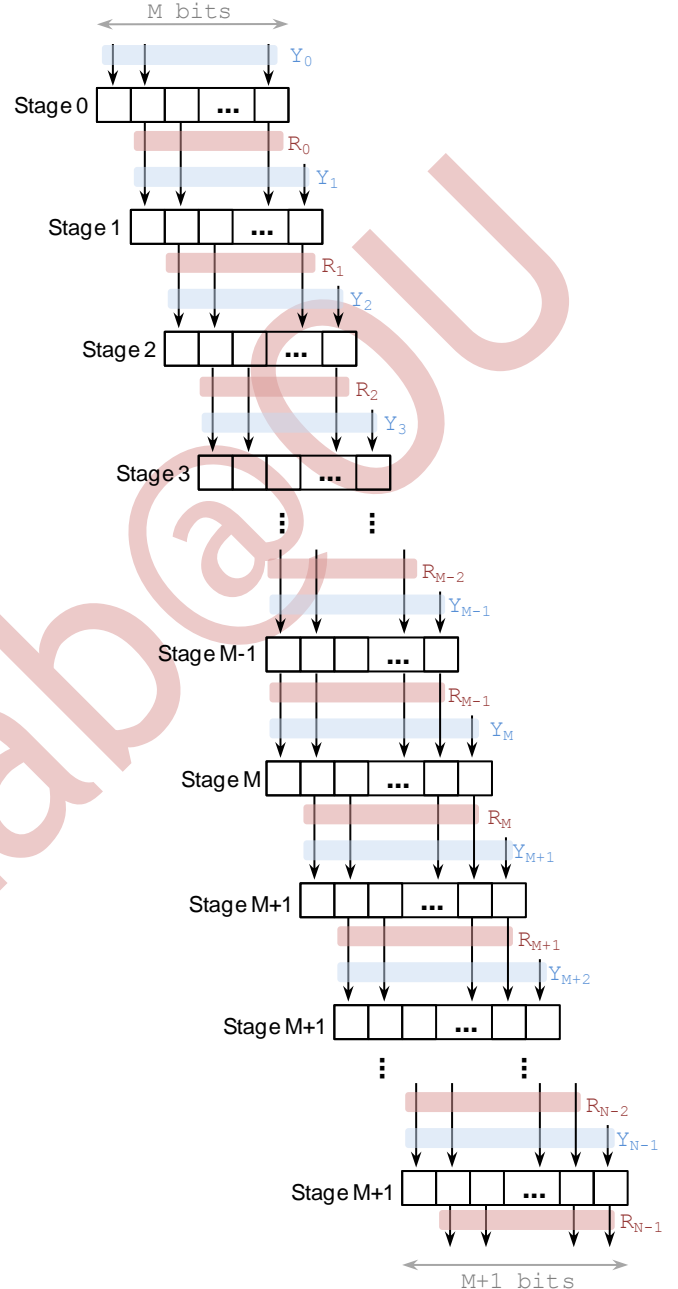 M bits
Y0
Stage 0
...
R0
Y1
Stage 1
...
R1
Y2
Stage 2
...
R2
Y3
Stage 3
...
RM-2
YM-1
Stage M-1
...
RM-1
YM
Stage M
...
RM
YM+1
Stage M+1
...
RM+1
YM+2
Stage M+1
...
RN-2
YN-1
Stage M+1
...
RN-1
M+1 bits
ab@OU